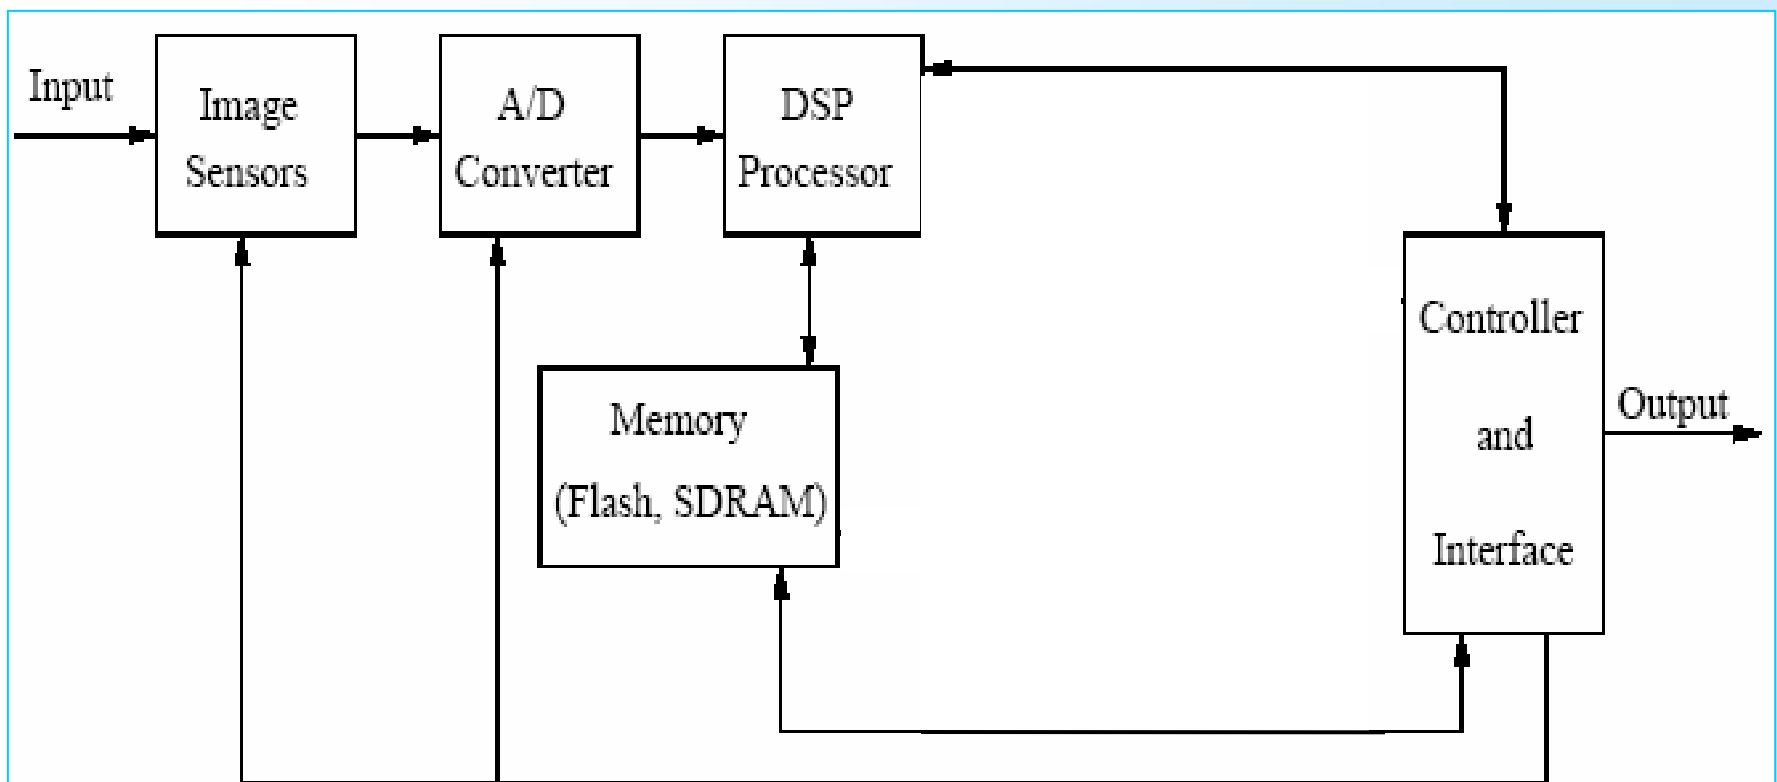 Input
Image
Sensors
A/D
Converter
DSP
Processor
Memory
(Flash, SDRAM)
Controller
and
Interface
Output